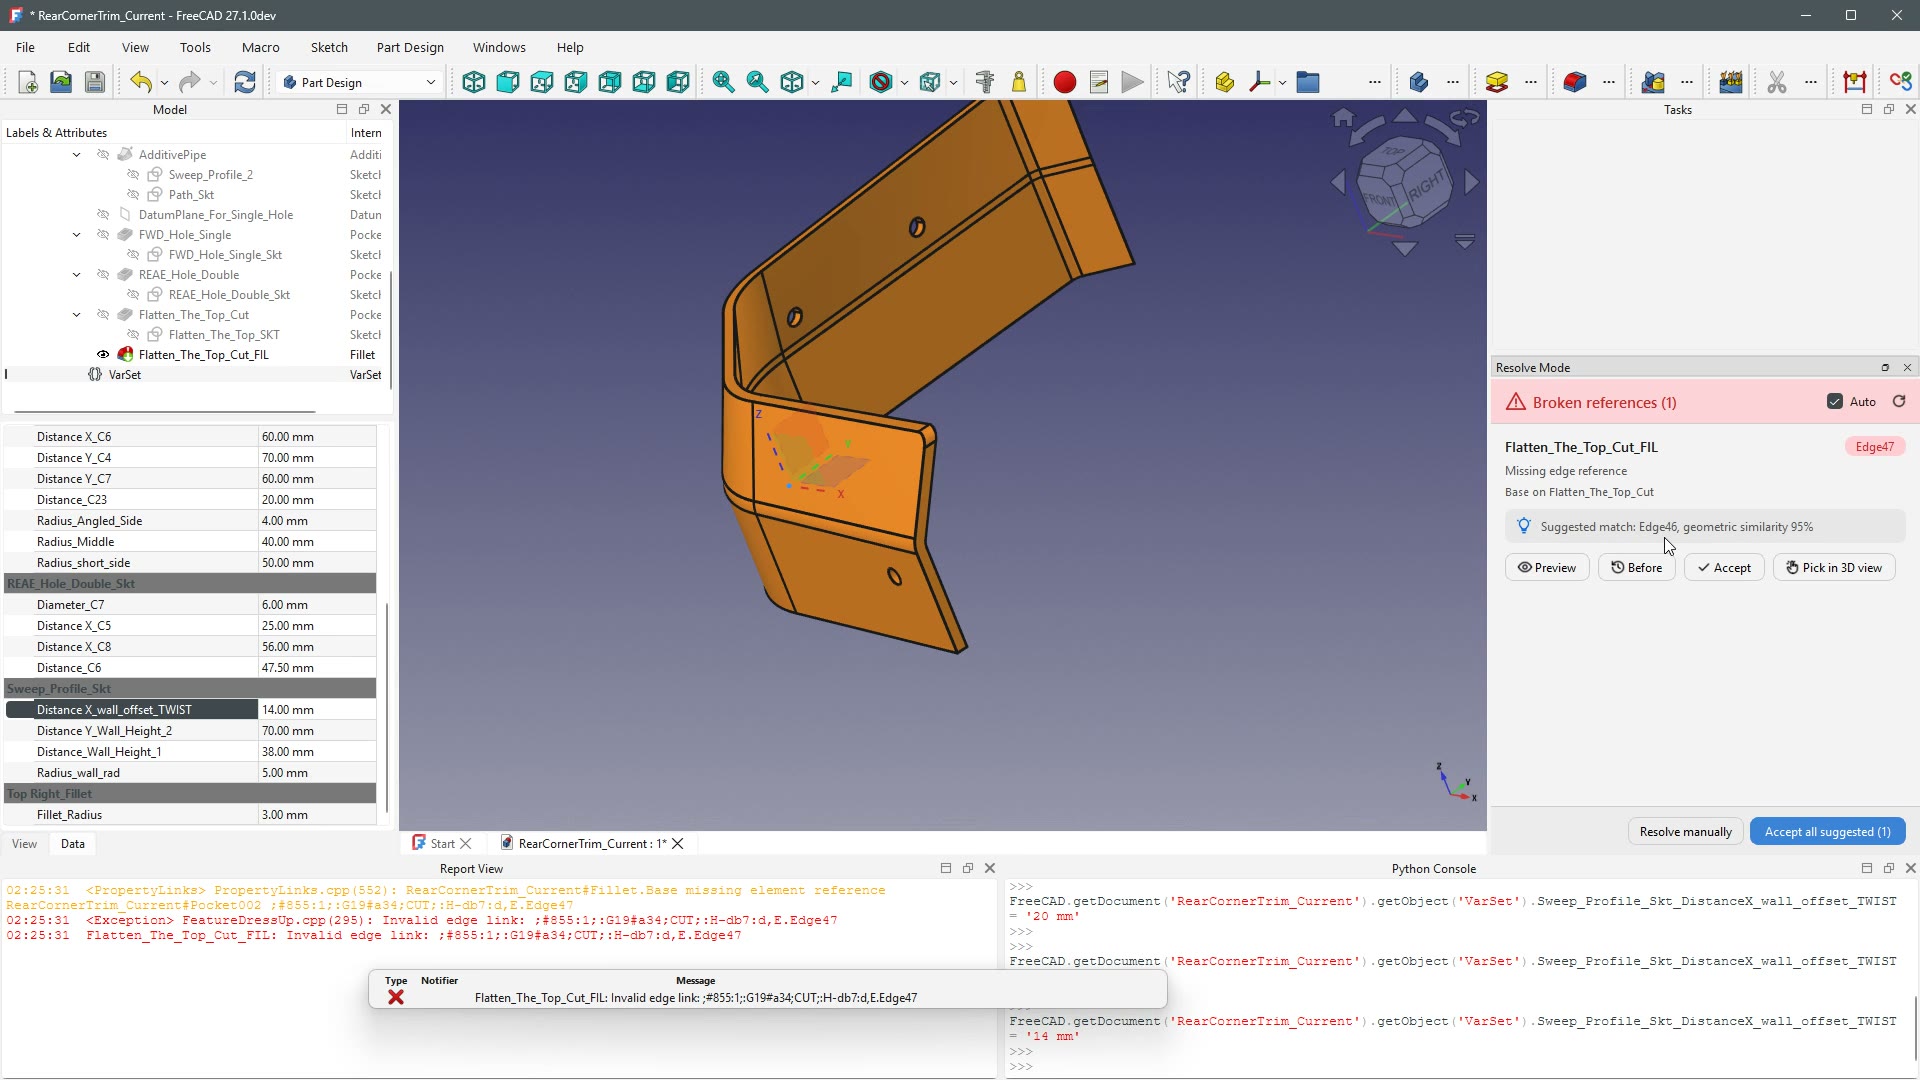 * RearCornerTrim_Current - FreeCAD 27.1.0dev
File Edit View Tools Macro Sketch Part Design Windows Help
Part Design
Model
Labels & Attributes Intern
AdditivePipe Additi
Sweep_Profile_2 Sketch
Path_Skt Sketch
DatumPlane_For_Single_Hole Datun
FWD_Hole_Single Pocke
FWD_Hole_Single_Skt Sketch
REAE_Hole_Double Pocke
REAE_Hole_Double_Skt Sketch
Flatten_The_Top_Cut Pocke
Flatten_The_Top_SKT Sketch
Flatten_The_Top_Cut_FIL Fillet
VarSet VarSet
Distance X_C6 60.00 mm
Distance Y_C4 70.00 mm
Distance Y_C7 60.00 mm
Distance_C23 20.00 mm
Radius_Angled_Side 4.00 mm
Radius_Middle 40.00 mm
Radius_short_side 50.00 mm
REAE_Hole_Double_Skt
Diameter_C7 6.00 mm
Distance X_C5 25.00 mm
Distance X_C8 56.00 mm
Distance_C6 47.50 mm
Sweep_Profile_Skt
Distance X_wall_offset_TWIST 14.00 mm
Distance Y_Wall_Height_2 70.00 mm
Distance_Wall_Height_1 38.00 mm
Radius_wall_rad 5.00 mm
Top Right_Fillet
Fillet_Radius 3.00 mm
View Data
TOP
FRONT
RIGHT
Z
Y
X
Z
Y
X
Start
RearCornerTrim_Current : 1*
Tasks
Resolve Mode
Broken references (1) Auto
Flatten_The_Top_Cut_FIL Edge47
Missing edge reference
Base on Flatten_The_Top_Cut
Suggested match: Edge46, geometric similarity 95%
Preview Before Accept Pick in 3D view
Resolve manually Accept all suggested (1)
Report View
02:25:31 <PropertyLinks> PropertyLinks.cpp(552): RearCornerTrim_Current#Fillet.Base missing element reference
RearCornerTrim_Current#Pocket002 ;#855:1;:G19#a34;CUT;:H-db7:d,E.Edge47
02:25:31 <Exception> FeatureDressUp.cpp(295): Invalid edge link: ;#855:1;:G19#a34;CUT;:H-db7:d,E.Edge47
02:25:31 Flatten_The_Top_Cut_FIL: Invalid edge link: ;#855:1;:G19#a34;CUT;:H-db7:d,E.Edge47
Type Notifier Message
Flatten_The_Top_Cut_FIL: Invalid edge link: ;#855:1;:G19#a34;CUT;:H-db7:d,E.Edge47
Python Console
>>>
FreeCAD.getDocument('RearCornerTrim_Current').getObject('VarSet').Sweep_Profile_Skt_DistanceX_wall_offset_TWIST
= '20 mm'
>>>
>>>
FreeCAD.getDocument('RearCornerTrim_Current').getObject('VarSet').Sweep_Profile_Skt_DistanceX_wall_offset_TWIST
FreeCAD.getDocument('RearCornerTrim_Current').getObject('VarSet').Sweep_Profile_Skt_DistanceX_wall_offset_TWIST
= '14 mm'
>>>
>>>